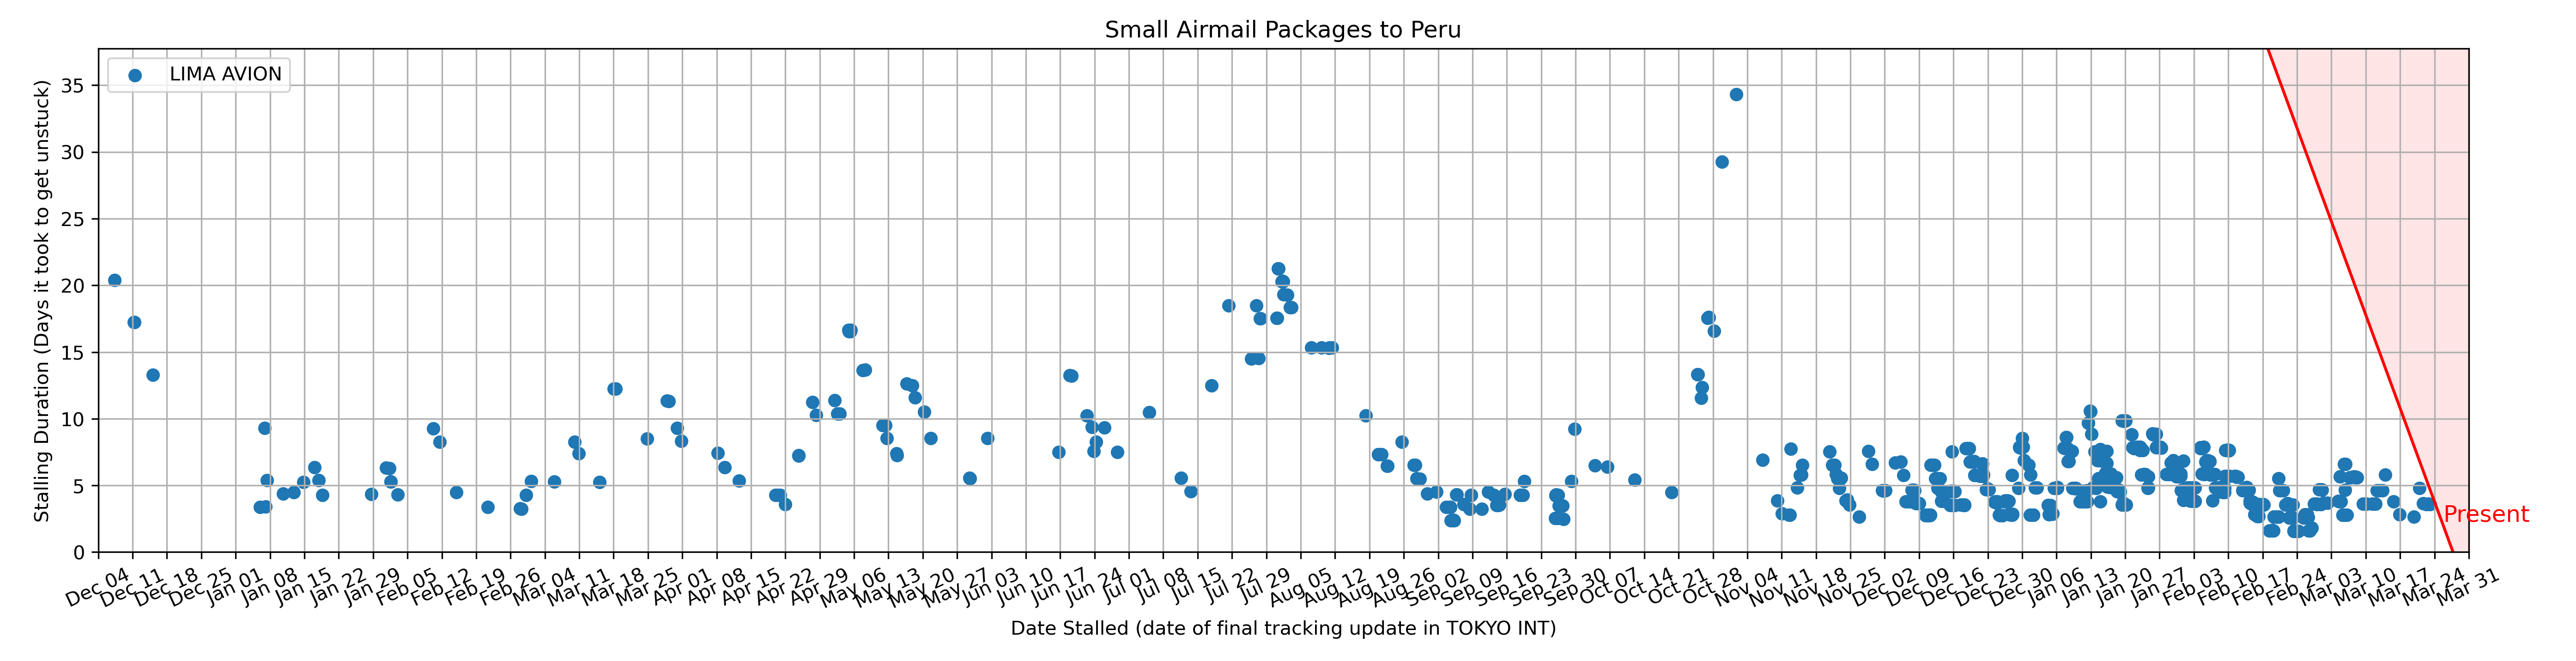 Small Airmail Packages to Peru
LIMA AVION
Stalling Duration (Days it took to get unstuck)
35
30
25
20
15
10
5
0
Present
Dec 04 Dec 11 Dec 18 Dec 25 Jan 01 Jan 08 Jan 15 Jan 22 Jan 29 Feb 05 Feb 12 Feb 19 Feb 26 Mar 04 Mar 11 Mar 18 Mar 25 Apr 01 Apr 08 Apr 15 Apr 22 Apr 29 May 06 May 13 May 20 May 27 Jun 03 Jun 10 Jun 17 Jun 24 Jul 01 Jul 08 Jul 15 Jul 22 Jul 29 Aug 05 Aug 12 Aug 19 Aug 26 Sep 02 Sep 09 Sep 16 Sep 23 Sep 30 Oct 07 Oct 14 Oct 21 Oct 28 Nov 04 Nov 11 Nov 18 Nov 25 Dec 02 Dec 09 Dec 16 Dec 23 Dec 30 Jan 06 Jan 13 Jan 20 Jan 27 Feb 03 Feb 10 Feb 17 Feb 24 Mar 03 Mar 10 Mar 17 Mar 24 Mar 31
Date Stalled (date of final tracking update in TOKYO INT)